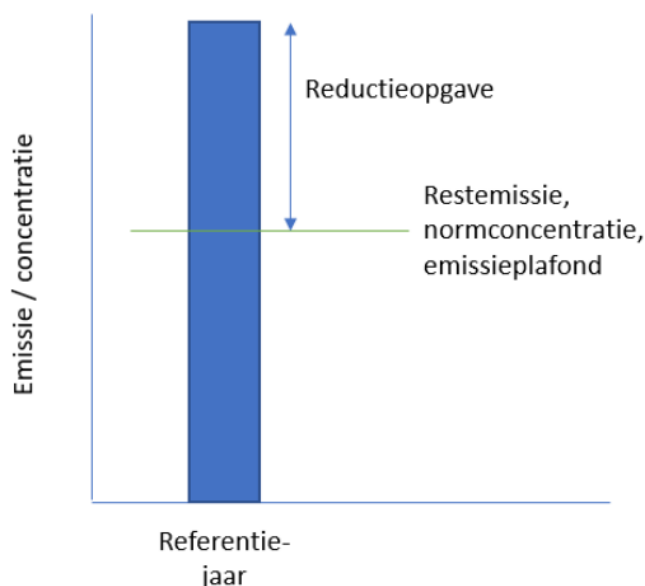 Reductieopgave
Restemissie,
normconcentratie,
emissieplafond
Emissie / concentratie
Referentie-
jaar